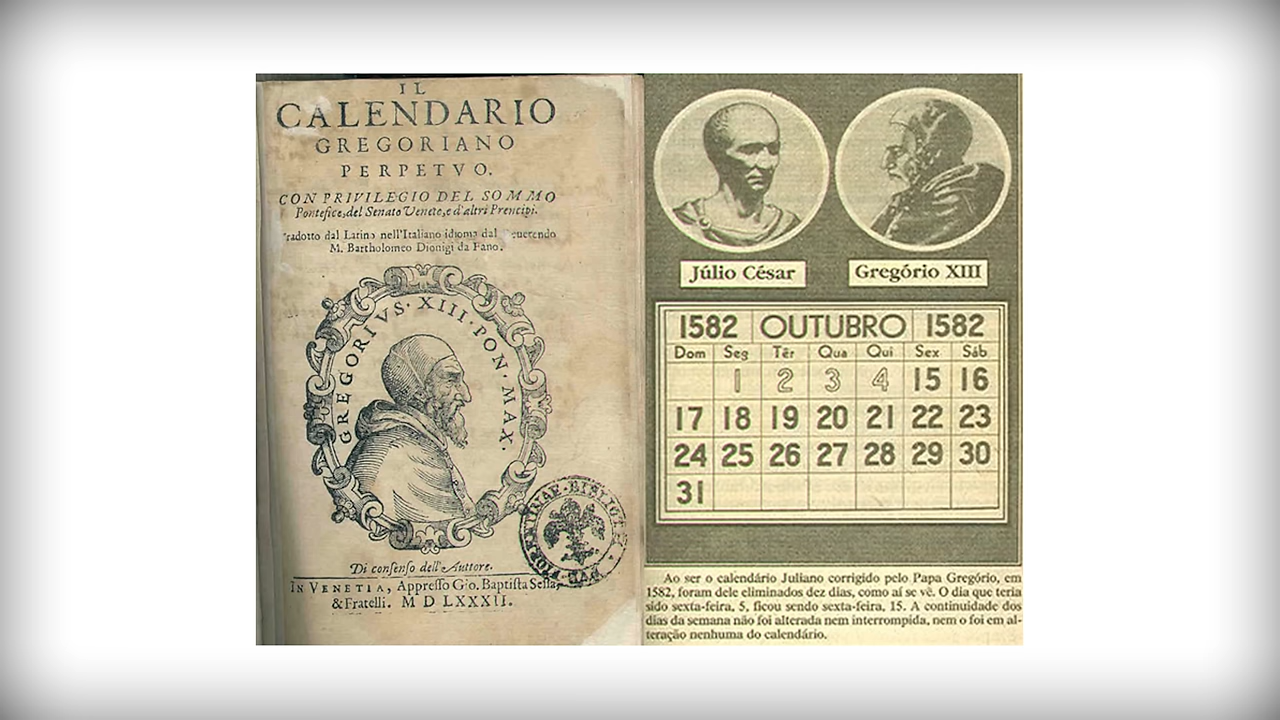 IL
CALENDARIO
GREGORIANO
PERPETVO.
CON PRIVILEGIO DEL SOMMO
Pontefice, del Senato Veneto, e d'altri Prencipi.
Tradotto dal Latino nell'Italiano idioma dal Reuerendo
M. Bartholomeo Dionigi da Fano.
GREGORIVS · XIII · PON · MAX ·
Di consenso dell'Auttore.
IN VENETIA, Appresso Gio. Baptista Sessa,
& Fratelli. M D LXXXII.
Júlio César
Gregório XIII
1582 OUTUBRO 1582
Dom Seg Têr Qua Qui Sex Sáb
1 2 3 4 15 16
17 18 19 20 21 22 23
24 25 26 27 28 29 30
31
Ao ser o calendário Juliano corrigido pelo Papa Gregório, em
1582, foram dele eliminados dez dias, como aí se vê. O dia que teria
sido sexta-feira, 5, ficou sendo sexta-feira, 15. A continuidade dos
dias da semana não foi alterada nem interrompida, nem o foi em al-
teração nenhuma do calendário.